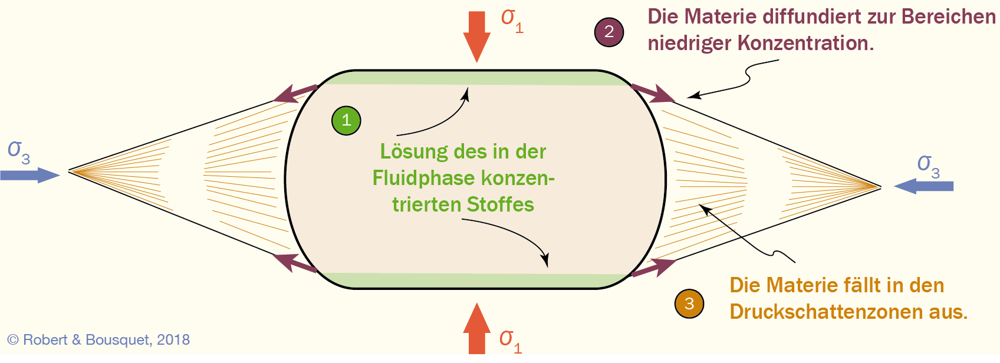 σ1
2
Die Materie diffundiert zur Bereichen
niedriger Konzentration.
1
σ3
Lösung des in der
Fluidphase konzen-
trierten Stoffes
σ3
3
Die Materie fällt in den
Druckschattenzonen aus.
σ1
© Robert & Bousquet, 2018